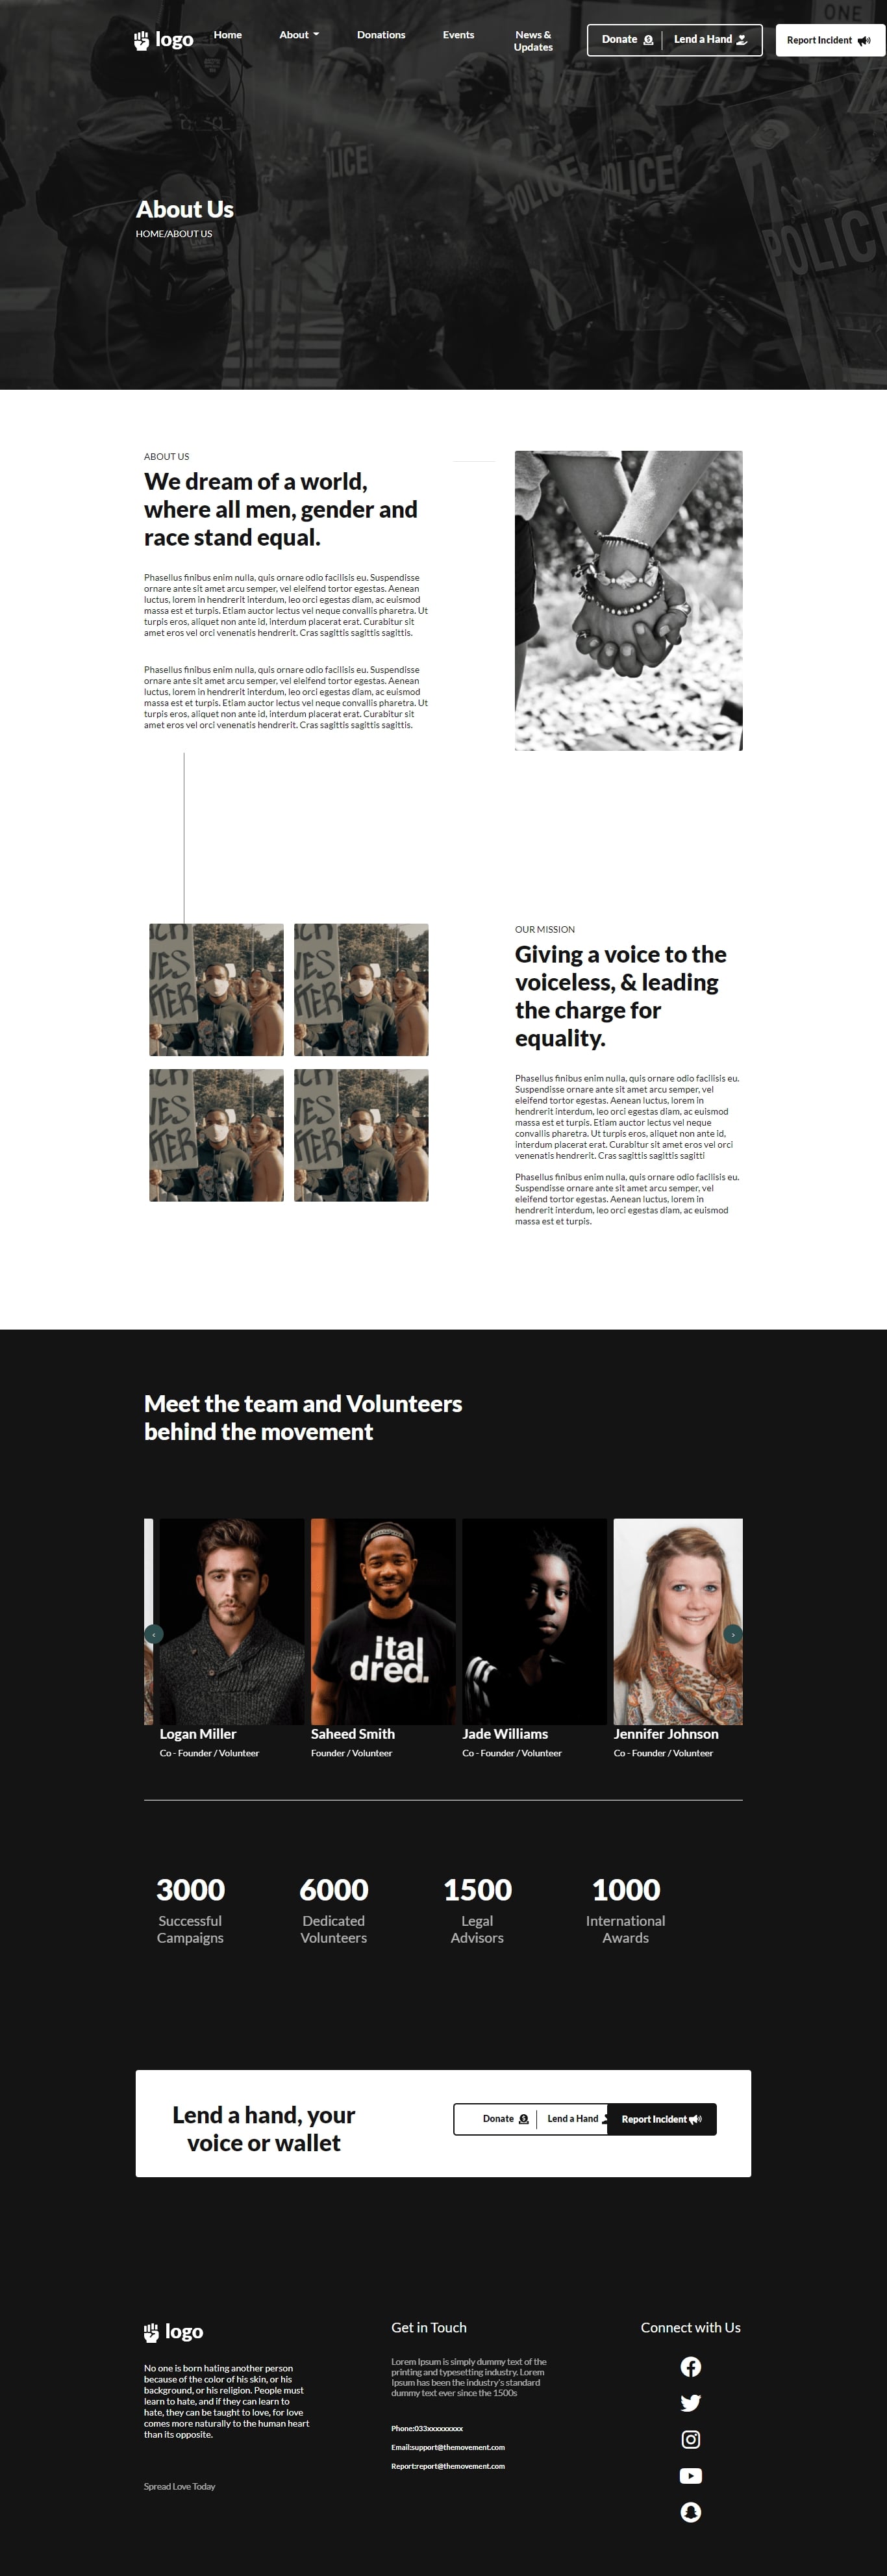 logo
Home
About
Donations
Events
News &
Updates
Donate
Lend a Hand
Report Incident
ONE
POLICE
POLICE
POLICE
POLICE
About Us
HOME/ABOUT US
ABOUT US
We dream of a world,
where all men, gender and
race stand equal.
Phasellus finibus enim nulla, quis ornare odio facilisis eu. Suspendisse
ornare ante sit amet arcu semper, vel eleifend tortor egestas. Aenean
luctus, lorem in hendrerit interdum, leo orci egestas diam, ac euismod
massa est et turpis. Etiam auctor lectus vel neque convallis pharetra. Ut
turpis eros, aliquet non ante id, interdum placerat erat. Curabitur sit
amet eros vel orci venenatis hendrerit. Cras sagittis sagittis sagittis.
Phasellus finibus enim nulla, quis ornare odio facilisis eu. Suspendisse
ornare ante sit amet arcu semper, vel eleifend tortor egestas. Aenean
luctus, lorem in hendrerit interdum, leo orci egestas diam, ac euismod
massa est et turpis. Etiam auctor lectus vel neque convallis pharetra. Ut
turpis eros, aliquet non ante id, interdum placerat erat. Curabitur sit
amet eros vel orci venenatis hendrerit. Cras sagittis sagittis sagittis.
OUR MISSION
Giving a voice to the
voiceless, & leading
the charge for
equality.
Phasellus finibus enim nulla, quis ornare odio facilisis eu.
Suspendisse ornare ante sit amet arcu semper, vel
eleifend tortor egestas. Aenean luctus, lorem in
hendrerit interdum, leo orci egestas diam, ac euismod
massa est et turpis. Etiam auctor lectus vel neque
convallis pharetra. Ut turpis eros, aliquet non ante id,
interdum placerat erat. Curabitur sit amet eros vel orci
venenatis hendrerit. Cras sagittis sagittis sagitti
Phasellus finibus enim nulla, quis ornare odio facilisis eu.
Suspendisse ornare ante sit amet arcu semper, vel
eleifend tortor egestas. Aenean luctus, lorem in
hendrerit interdum, leo orci egestas diam, ac euismod
massa est et turpis.
Meet the team and Volunteers
behind the movement
ital
dred.
Logan Miller
Co - Founder / Volunteer
Saheed Smith
Founder / Volunteer
Jade Williams
Co - Founder / Volunteer
Jennifer Johnson
Co - Founder / Volunteer
3000
Successful
Campaigns
6000
Dedicated
Volunteers
1500
Legal
Advisors
1000
International
Awards
Lend a hand, your
voice or wallet
Donate
Lend a Hand
Report Incident
logo
No one is born hating another person
because of the color of his skin, or his
background, or his religion. People must
learn to hate, and if they can learn to
hate, they can be taught to love, for love
comes more naturally to the human heart
than its opposite.
Spread Love Today
Get in Touch
Lorem Ipsum is simply dummy text of the
printing and typesetting industry. Lorem
Ipsum has been the industry's standard
dummy text ever since the 1500s
Phone:033xxxxxxxxx
Email:support@themovement.com
Report:report@themovement.com
Connect with Us